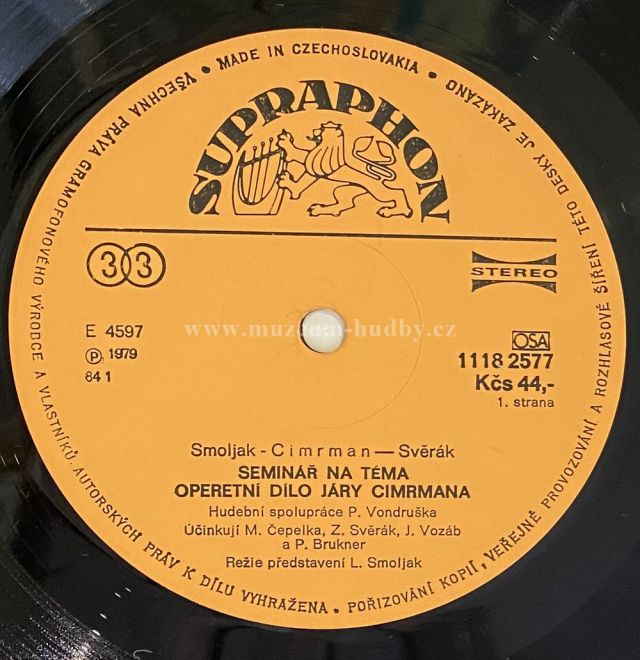 VŠECHNA PRÁVA GRAMOFONOVÉHO VÝROBCE A VLASTNÍKŮ AUTORSKÝCH PRÁV K DÍLU VYHRAŽENA • POŘIZOVÁNÍ KOPIÍ, VEŘEJNÉ PROVOZOVÁNÍ A ROZHLASOVÉ ŠÍŘENÍ TÉTO DESKY JE ZAKÁZÁNO • MADE IN CZECHOSLOVAKIA •
SUPRAPHON
33
STEREO
www.muzeum-hudby.cz
E 4597
Ⓟ 1979
84 1
OSA
1118 2577
Kčs 44,-
1. strana
Smoljak - Cimrman — Svěrák
SEMINÁŘ NA TÉMA
OPERETNÍ DÍLO JÁRY CIMRMANA
Hudební spolupráce P. Vondruška
Účinkují M. Čepelka, Z. Svěrák, J. Vozáb
a P. Brukner
Režie představení L. Smoljak